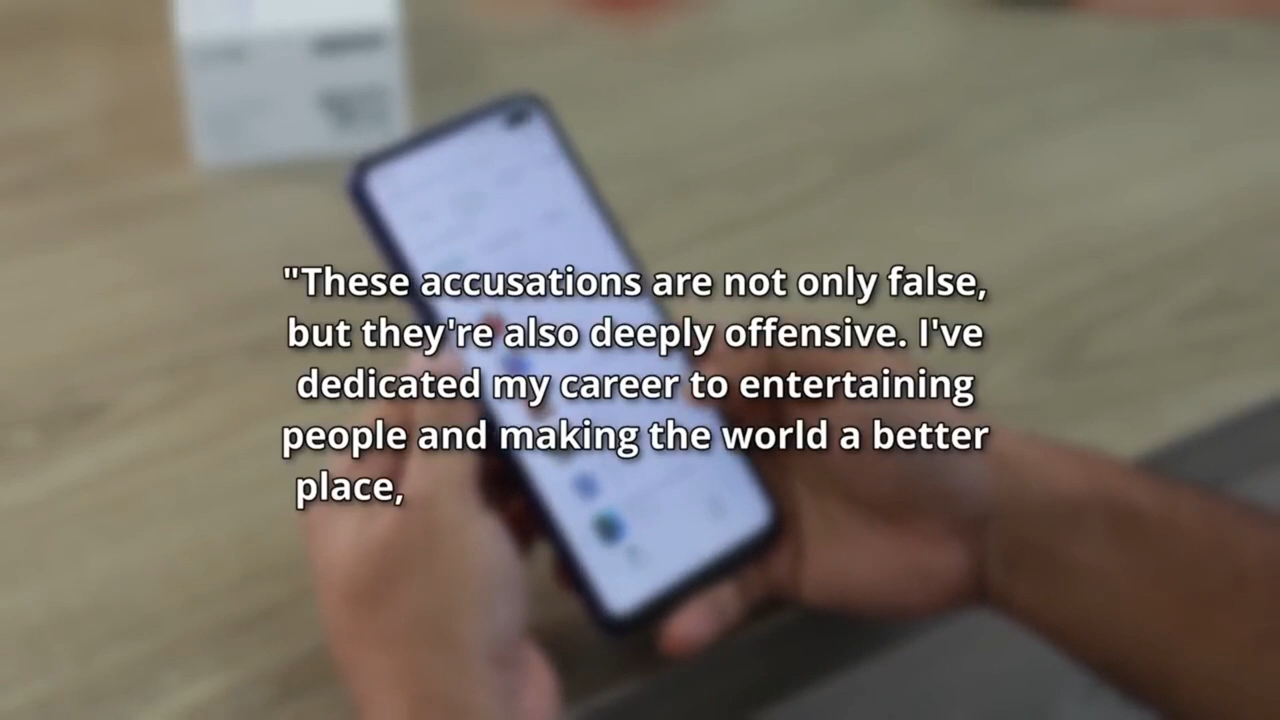 "These accusations are not only false,
but they're also deeply offensive. I've
dedicated my career to entertaining
people and making the world a better
place,